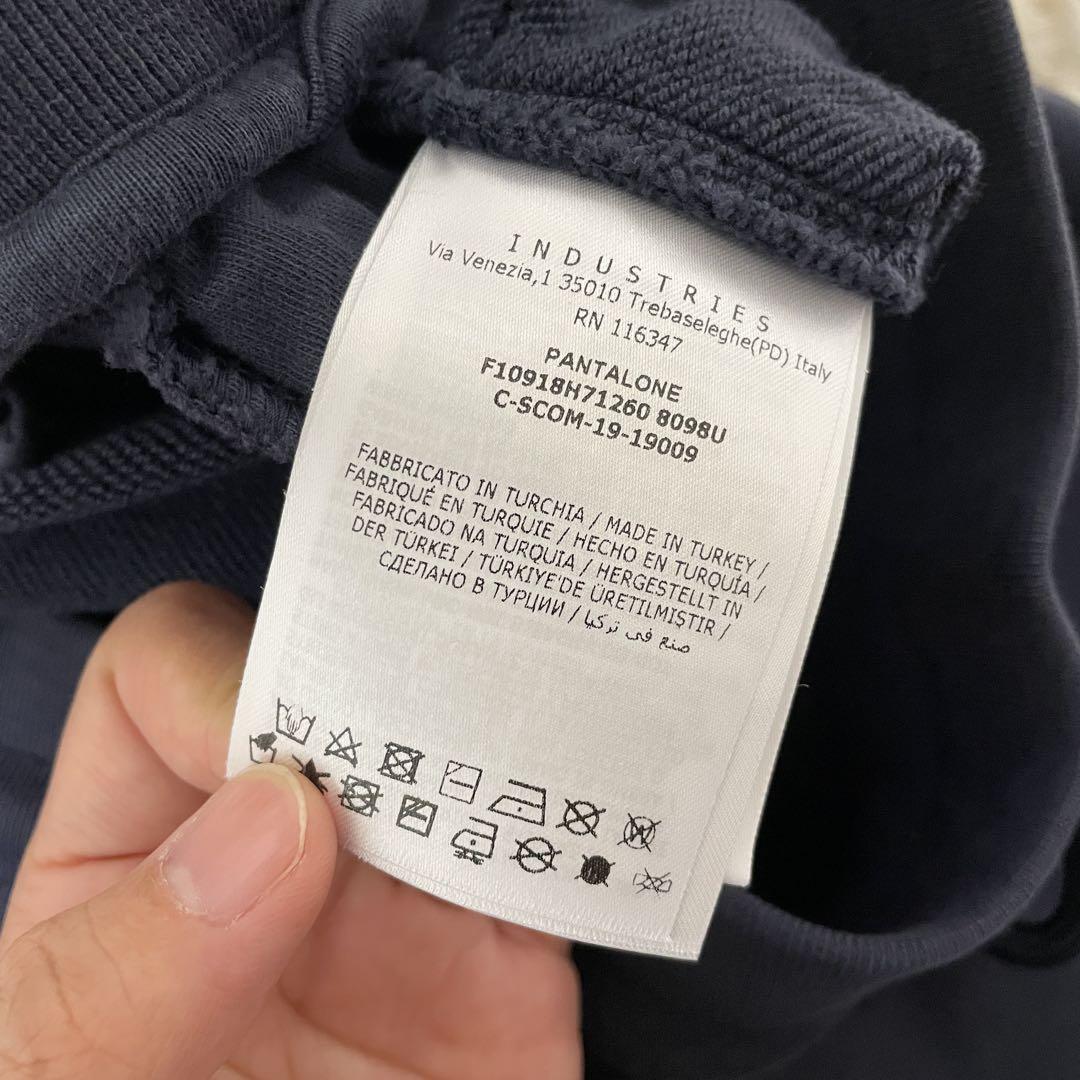 INDUSTRIES
Via Venezia,1 35010 Trebaseleghe(PD) Italy
RN 116347
PANTALONE
F10918H71260 8098U
C-SCOM-19-19009
FABBRICATO IN TURCHIA / MADE IN TURKEY /
FABRIQUÉ EN TURQUIE / HECHO EN TURQUÍA /
FABRICADO NA TURQUIA / HERGESTELLT IN
DER TÜRKEI / TÜRKIYE'DE ÜRETILMIŞTIR /
СДЕЛАНО В ТУРЦИИ / صنع في تركيا